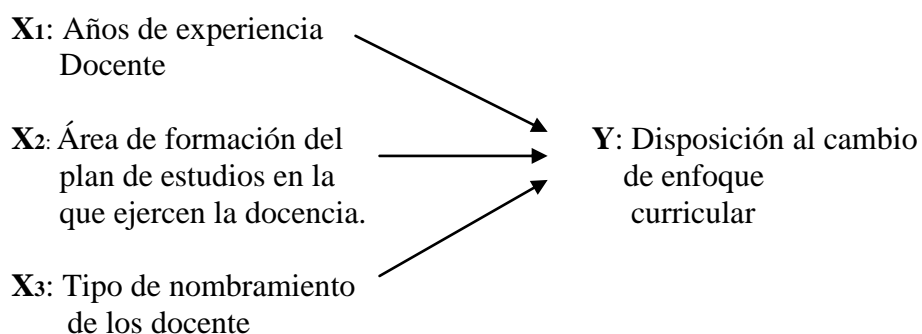 X1: Años de experiencia
Docente
X2: Área de formación del
plan de estudios en la
que ejercen la docencia.
X3: Tipo de nombramiento
de los docente
Y: Disposición al cambio
de enfoque
curricular